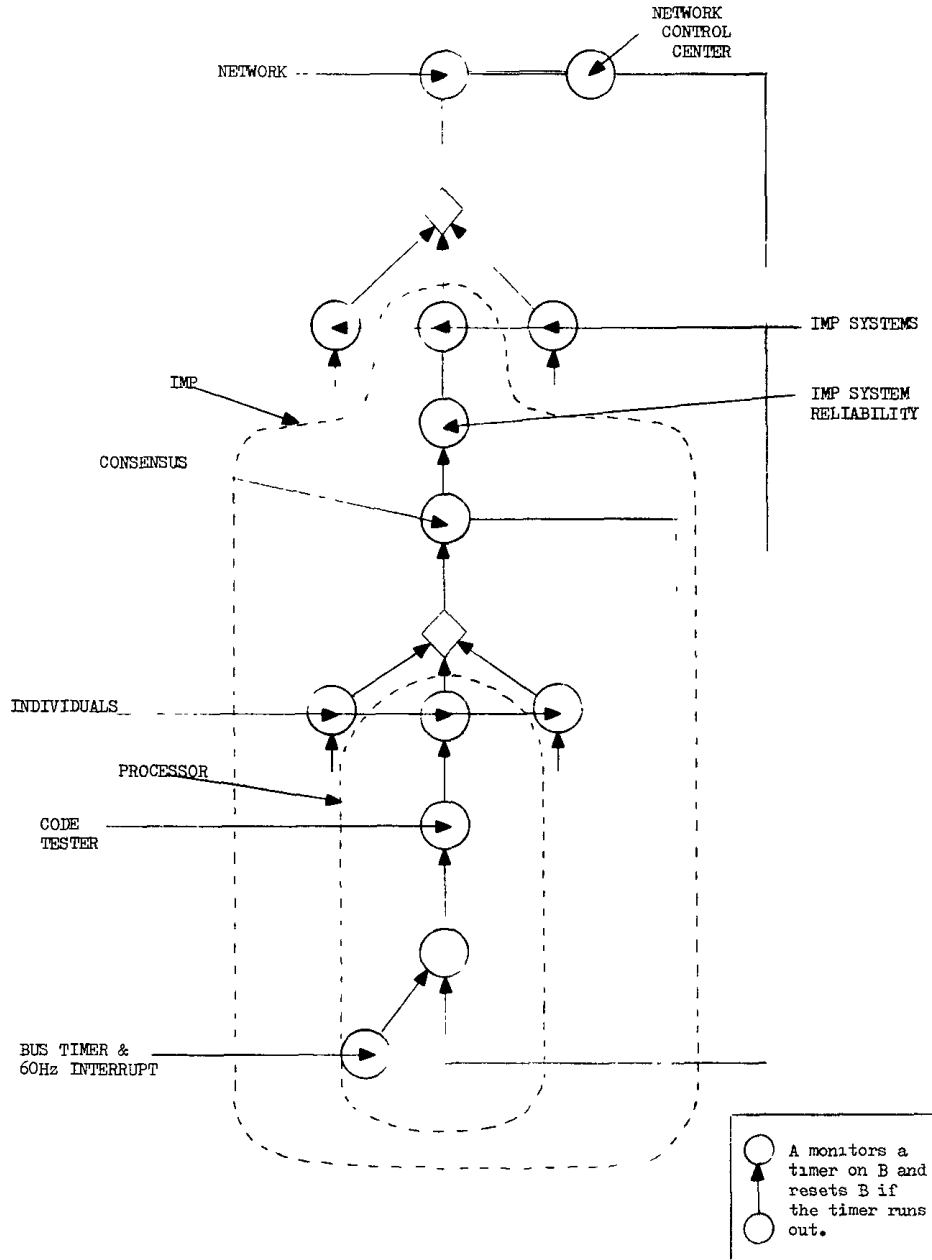 NETWORK
CONTROL
CENTER
NETWORK
IMP SYSTEMS
IMP
IMP SYSTEM
RELIABILITY
CONSENSUS
INDIVIDUALS
PROCESSOR
CODE
TESTER
BUS TIMER &
60Hz INTERRUPT
A monitors a
timer on B and
resets B if
the timer runs
out.